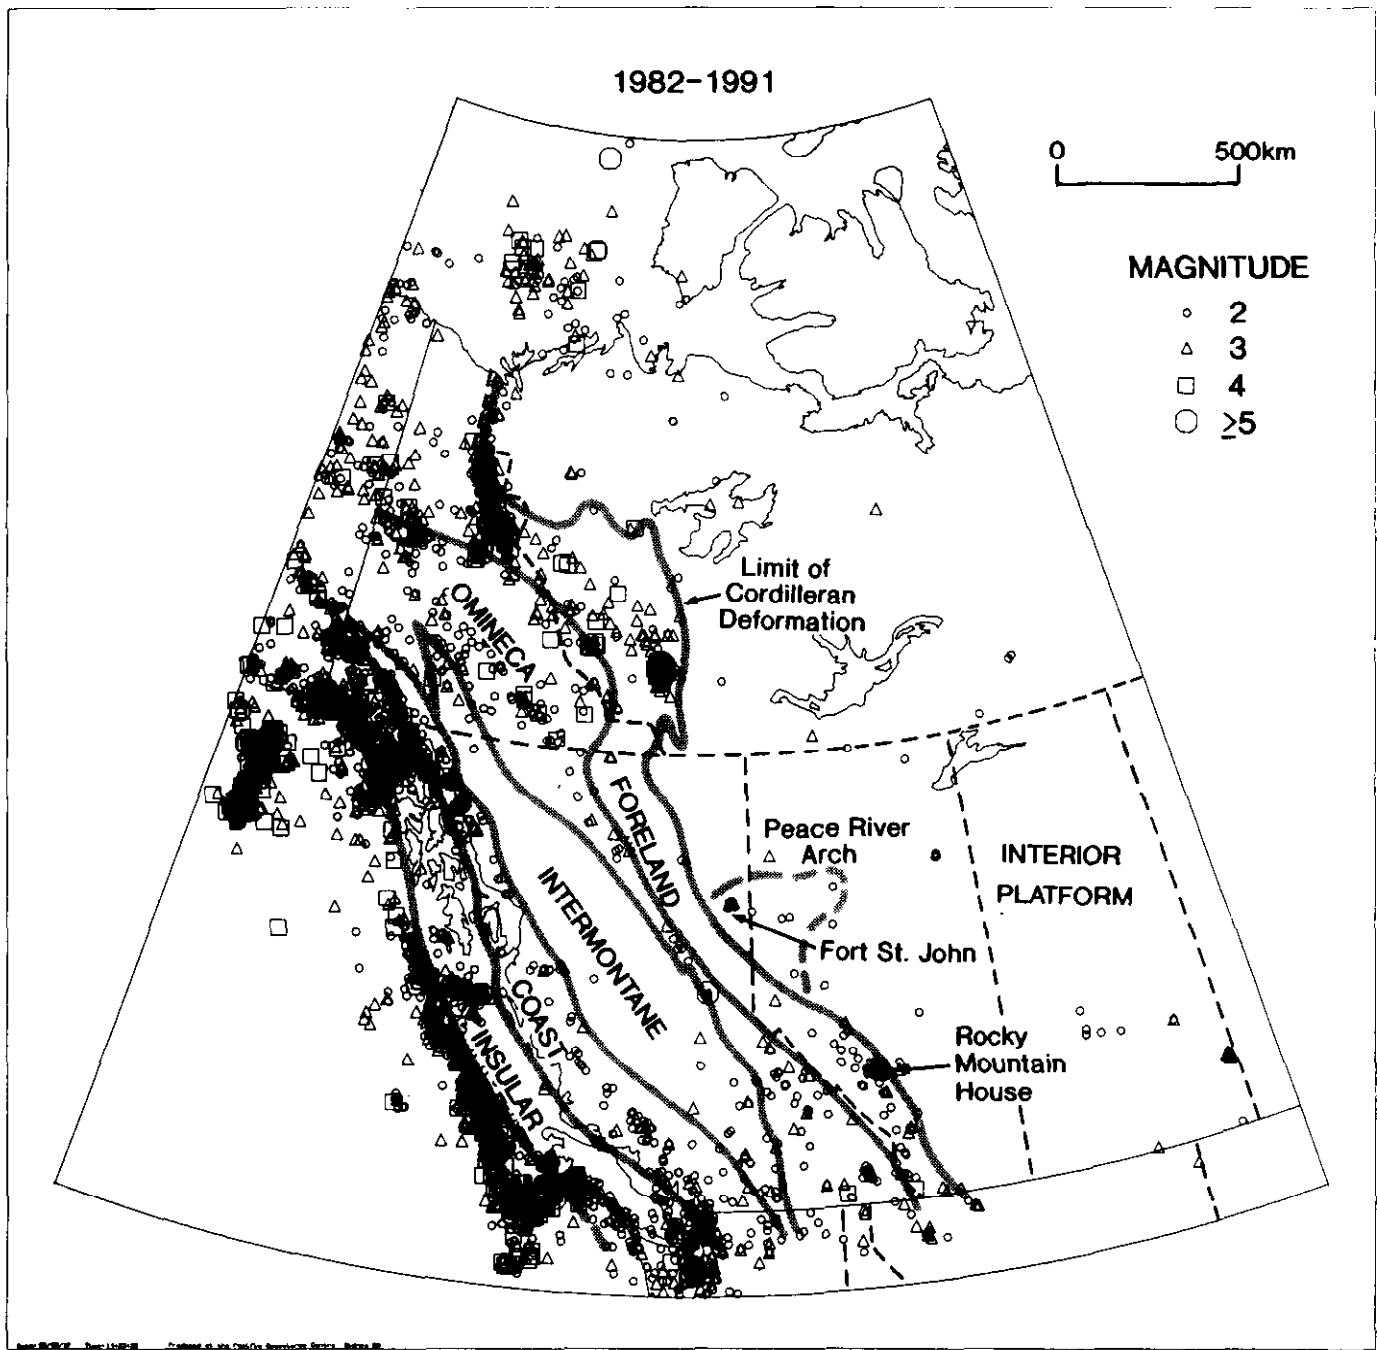 1982-1991
0 500km
MAGNITUDE
2
3
4
≥5
Limit of
Cordilleran
Deformation
OMINECA
FORELAND
Peace River
Arch
INTERIOR
PLATFORM
INTERMONTANE
Fort St. John
COAST
INSULAR
Rocky
Mountain
House